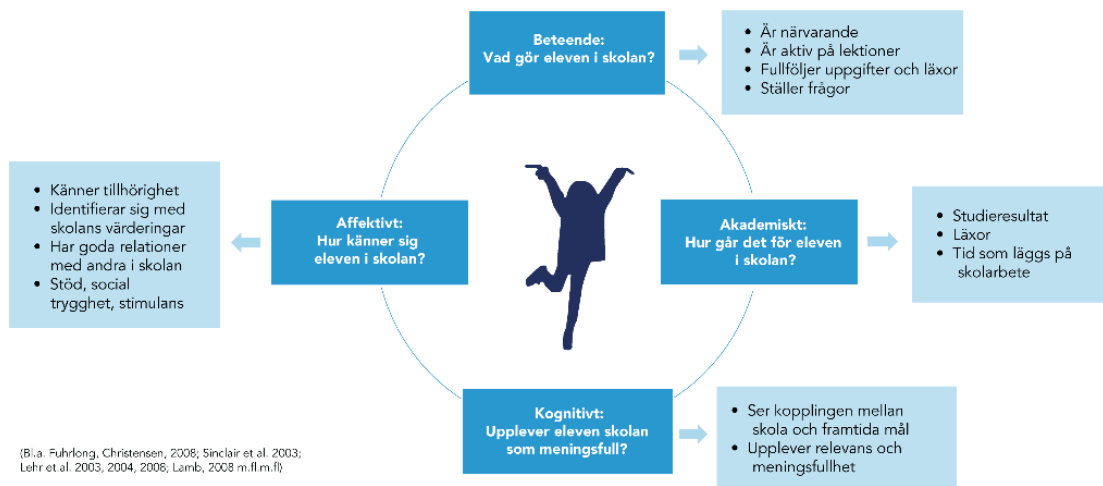 Beteende:
Vad gör eleven i skolan?
• Är närvarande
• Är aktiv på lektioner
• Fullföljer uppgifter och läxor
• Ställer frågor
• Känner tillhörighet
• Identifierar sig med
skolans värderingar
• Har goda relationer
med andra i skolan
• Stöd, social
trygghet, stimulans
Affektivt:
Hur känner sig
eleven i skolan?
Akademiskt:
Hur går det för eleven
i skolan?
• Studieresultat
• Läxor
• Tid som läggs på
skolarbete
Kognitivt:
Upplever eleven skolan
som meningsfull?
• Ser kopplingen mellan
skola och framtida mål
• Upplever relevans och
meningsfullhet
(Bl.a. Fuhrlong, Christensen, 2008; Sinclair et al. 2003;
Lehr et al. 2003, 2004, 2008; Lamb, 2008 m.fl.m.fl)